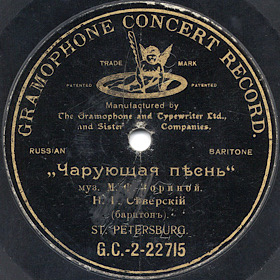 GRAMOPHONE CONCERT RECORD.
TRADE MARK
PATENTED PATENTED
Manufactured by
The Gramophone and Typewriter Ltd.,
and Sister Companies.
RUSSIAN BARITONE
„Чарующая пѣснь“
муз.
Н. Г. Сѣверскій
(баритонъ).
ST. PETERSBURG.
G.C.-2-22715